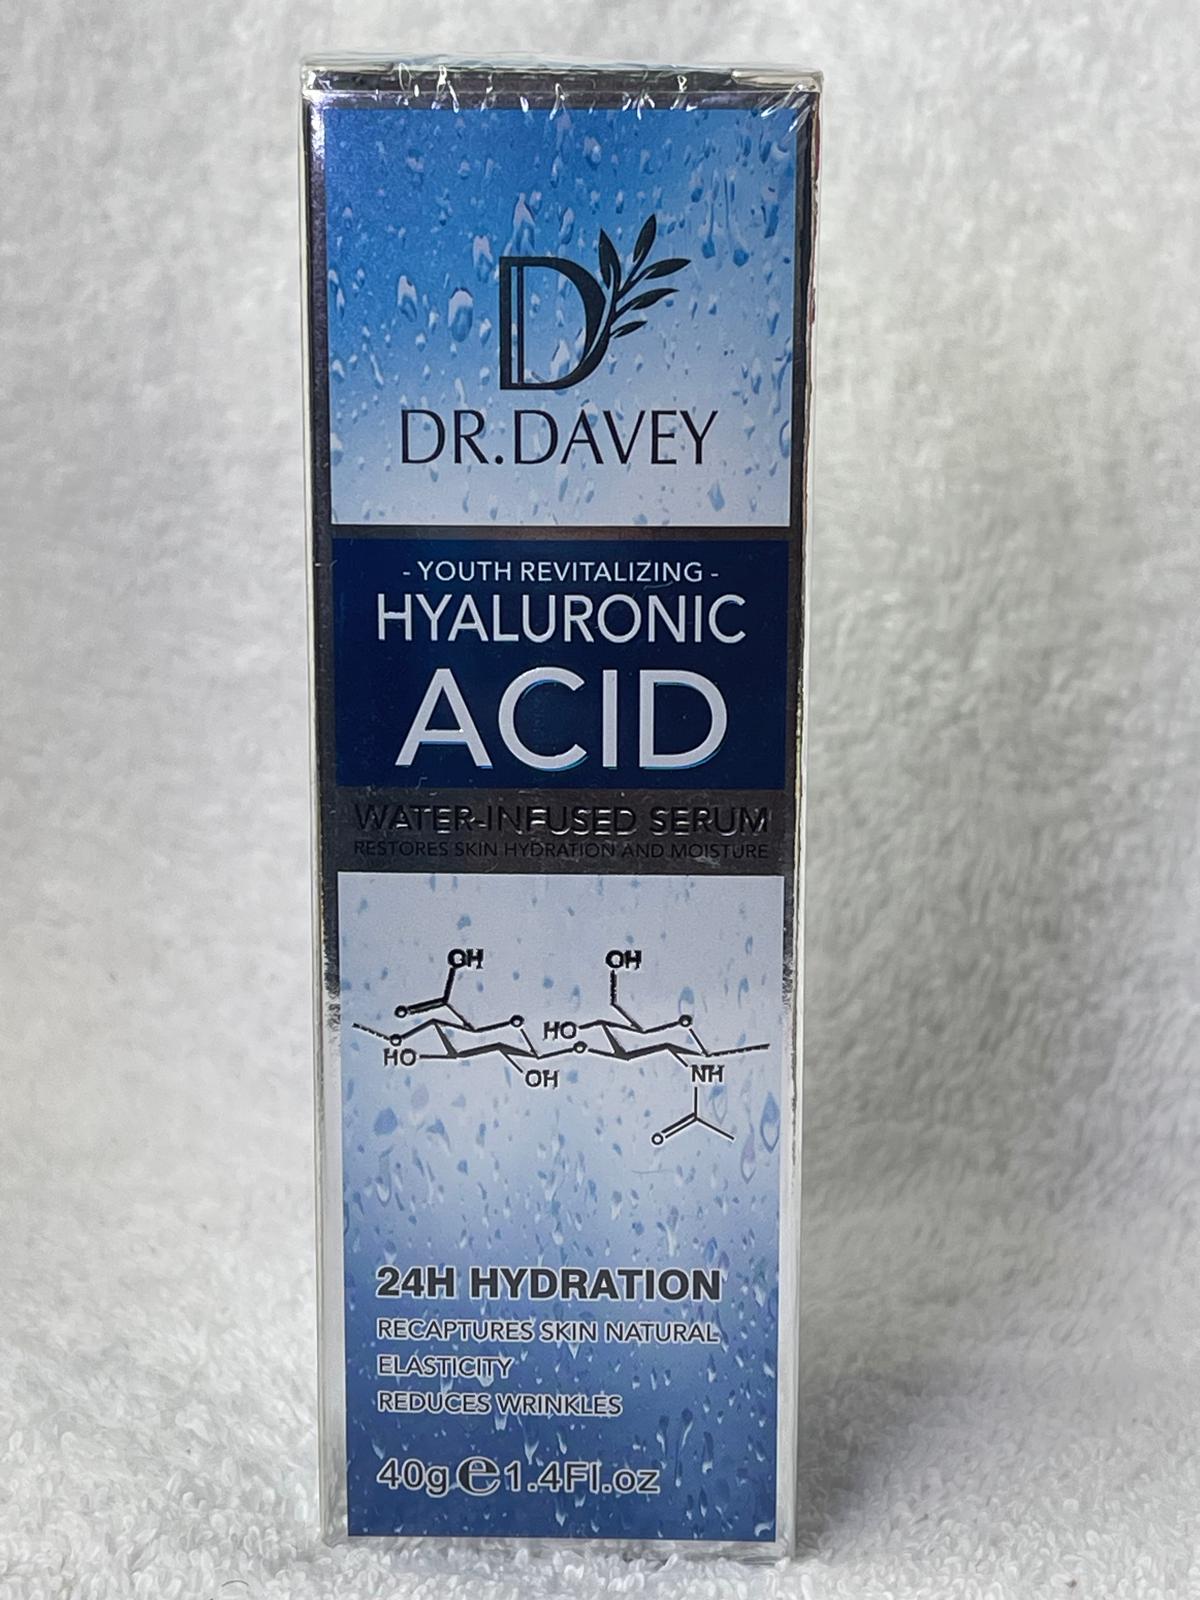 D
DR.DAVEY
- YOUTH REVITALIZING -
HYALURONIC
ACID
WATER-INFUSED SERUM
RESTORES SKIN HYDRATION AND MOISTURE
OH
OH
O
O
O
HO
O
O
HO
OH
NH
O
24H HYDRATION
RECAPTURES SKIN NATURAL
ELASTICITY
REDUCES WRINKLES
40g e 1.4Fl.oz